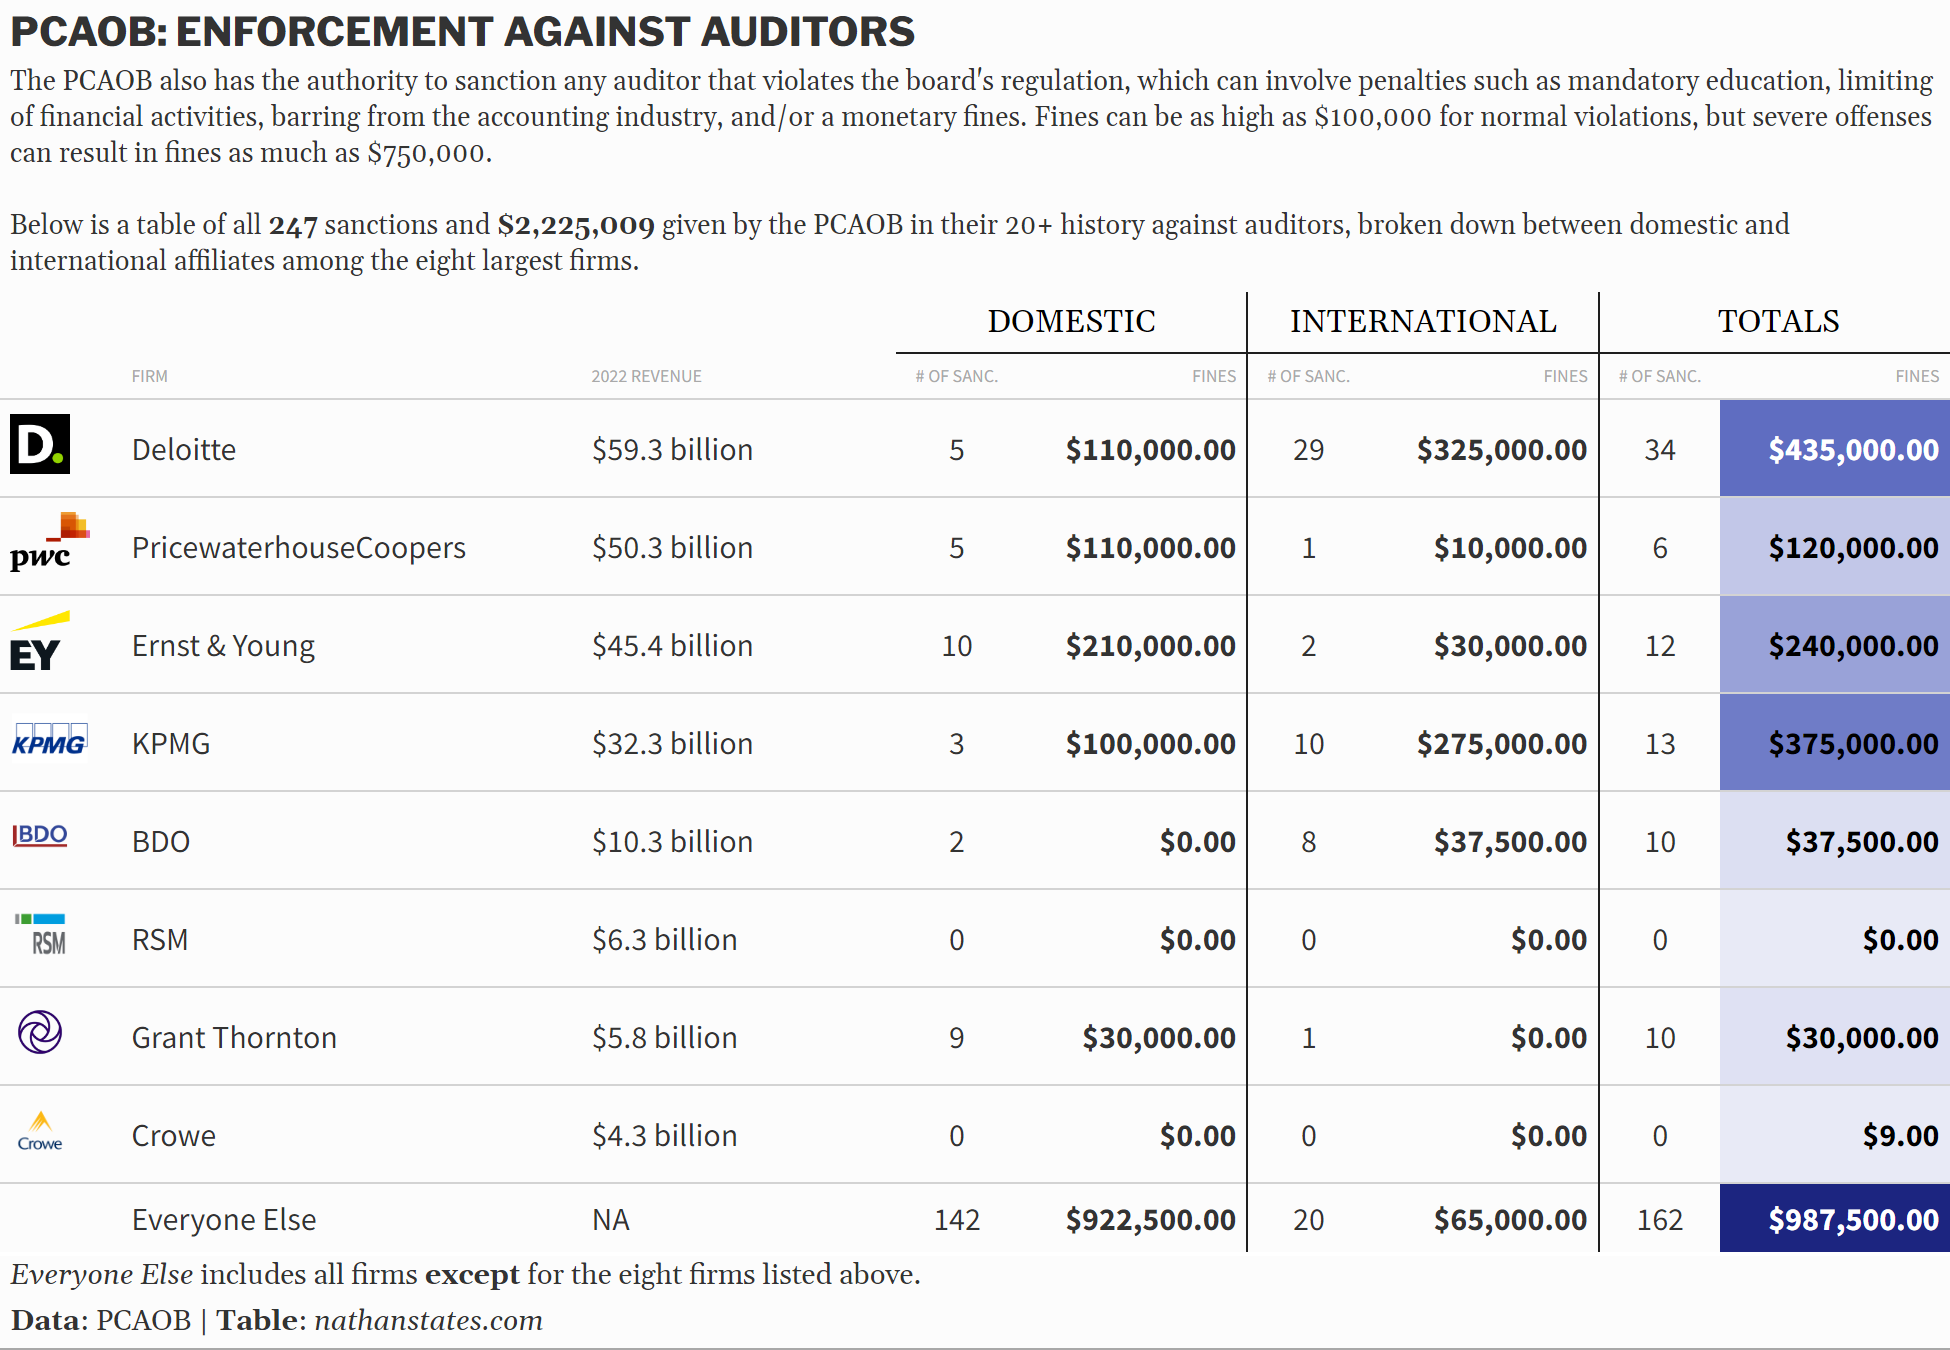 PCAOB: ENFORCEMENT AGAINST AUDITORS
The PCAOB also has the authority to sanction any auditor that violates the board's regulation, which can involve penalties such as mandatory education, limiting
of financial activities, barring from the accounting industry, and/or a monetary fines. Fines can be as high as $100,000 for normal violations, but severe offenses
can result in fines as much as $750,000.
Below is a table of all 247 sanctions and $2,225,009 given by the PCAOB in their 20+ history against auditors, broken down between domestic and
international affiliates among the eight largest firms.
DOMESTIC INTERNATIONAL TOTALS
FIRM 2022 REVENUE # OF SANC. FINES # OF SANC. FINES # OF SANC. FINES
D. Deloitte $59.3 billion 5 $110,000.00 29 $325,000.00 34 $435,000.00
pwc PricewaterhouseCoopers $50.3 billion 5 $110,000.00 1 $10,000.00 6 $120,000.00
EY Ernst & Young $45.4 billion 10 $210,000.00 2 $30,000.00 12 $240,000.00
KPMG KPMG $32.3 billion 3 $100,000.00 10 $275,000.00 13 $375,000.00
BDO BDO $10.3 billion 2 $0.00 8 $37,500.00 10 $37,500.00
RSM RSM $6.3 billion 0 $0.00 0 $0.00 0 $0.00
Grant Thornton $5.8 billion 9 $30,000.00 1 $0.00 10 $30,000.00
Crowe Crowe $4.3 billion 0 $0.00 0 $0.00 0 $9.00
Everyone Else NA 142 $922,500.00 20 $65,000.00 162 $987,500.00
Everyone Else includes all firms except for the eight firms listed above.
Data: PCAOB | Table: nathanstates.com